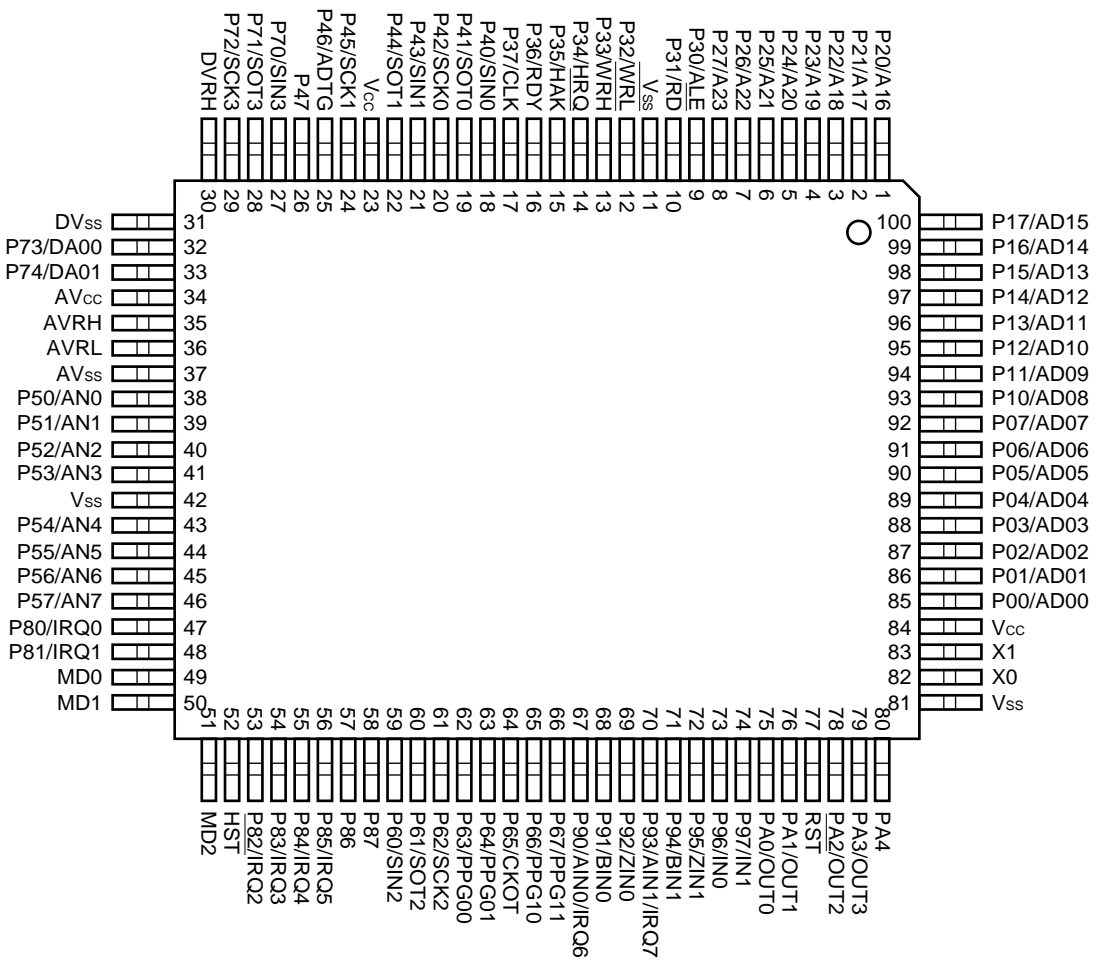 DVRH
P72/SCK3
P71/SOT3
P70/SIN3
P47
P46/ADTG
P45/SCK1
Vcc
P44/SOT1
P43/SIN1
P42/SCK0
P41/SOT0
P40/SIN0
P37/CLK
P36/RDY
P35/HAK
P34/HRQ
P33/WRH
P32/WRL
Vss
P31/RD
P30/ALE
P27/A23
P26/A22
P25/A21
P24/A20
P23/A19
P22/A18
P21/A17
P20/A16
30 29 28 27 26 25 24 23 22 21 20 19 18 17 16 15 14 13 12 11 10 9 8 7 6 5 4 3 2 1
DVss 31
P73/DA00 32
P74/DA01 33
AVcc 34
AVRH 35
AVRL 36
AVss 37
P50/AN0 38
P51/AN1 39
P52/AN2 40
P53/AN3 41
Vss 42
P54/AN4 43
P55/AN5 44
P56/AN6 45
P57/AN7 46
P80/IRQ0 47
P81/IRQ1 48
MD0 49
MD1 50
100 P17/AD15
99 P16/AD14
98 P15/AD13
97 P14/AD12
96 P13/AD11
95 P12/AD10
94 P11/AD09
93 P10/AD08
92 P07/AD07
91 P06/AD06
90 P05/AD05
89 P04/AD04
88 P03/AD03
87 P02/AD02
86 P01/AD01
85 P00/AD00
84 Vcc
83 X1
82 X0
81 Vss
51 52 53 54 55 56 57 58 59 60 61 62 63 64 65 66 67 68 69 70 71 72 73 74 75 76 77 78 79 80
MD2
HST
P82/IRQ2
P83/IRQ3
P84/IRQ4
P85/IRQ5
P86
P87
P60/SIN2
P61/SOT2
P62/SCK2
P63/PPG00
P64/PPG01
P65/CKOT
P66/PPG10
P67/PPG11
P90/AIN0/IRQ6
P91/BIN0
P92/ZIN0
P93/AIN1/IRQ7
P94/BIN1
P95/ZIN1
P96/IN0
P97/IN1
PA0/OUT0
PA1/OUT1
RST
PA2/OUT2
PA3/OUT3
PA4